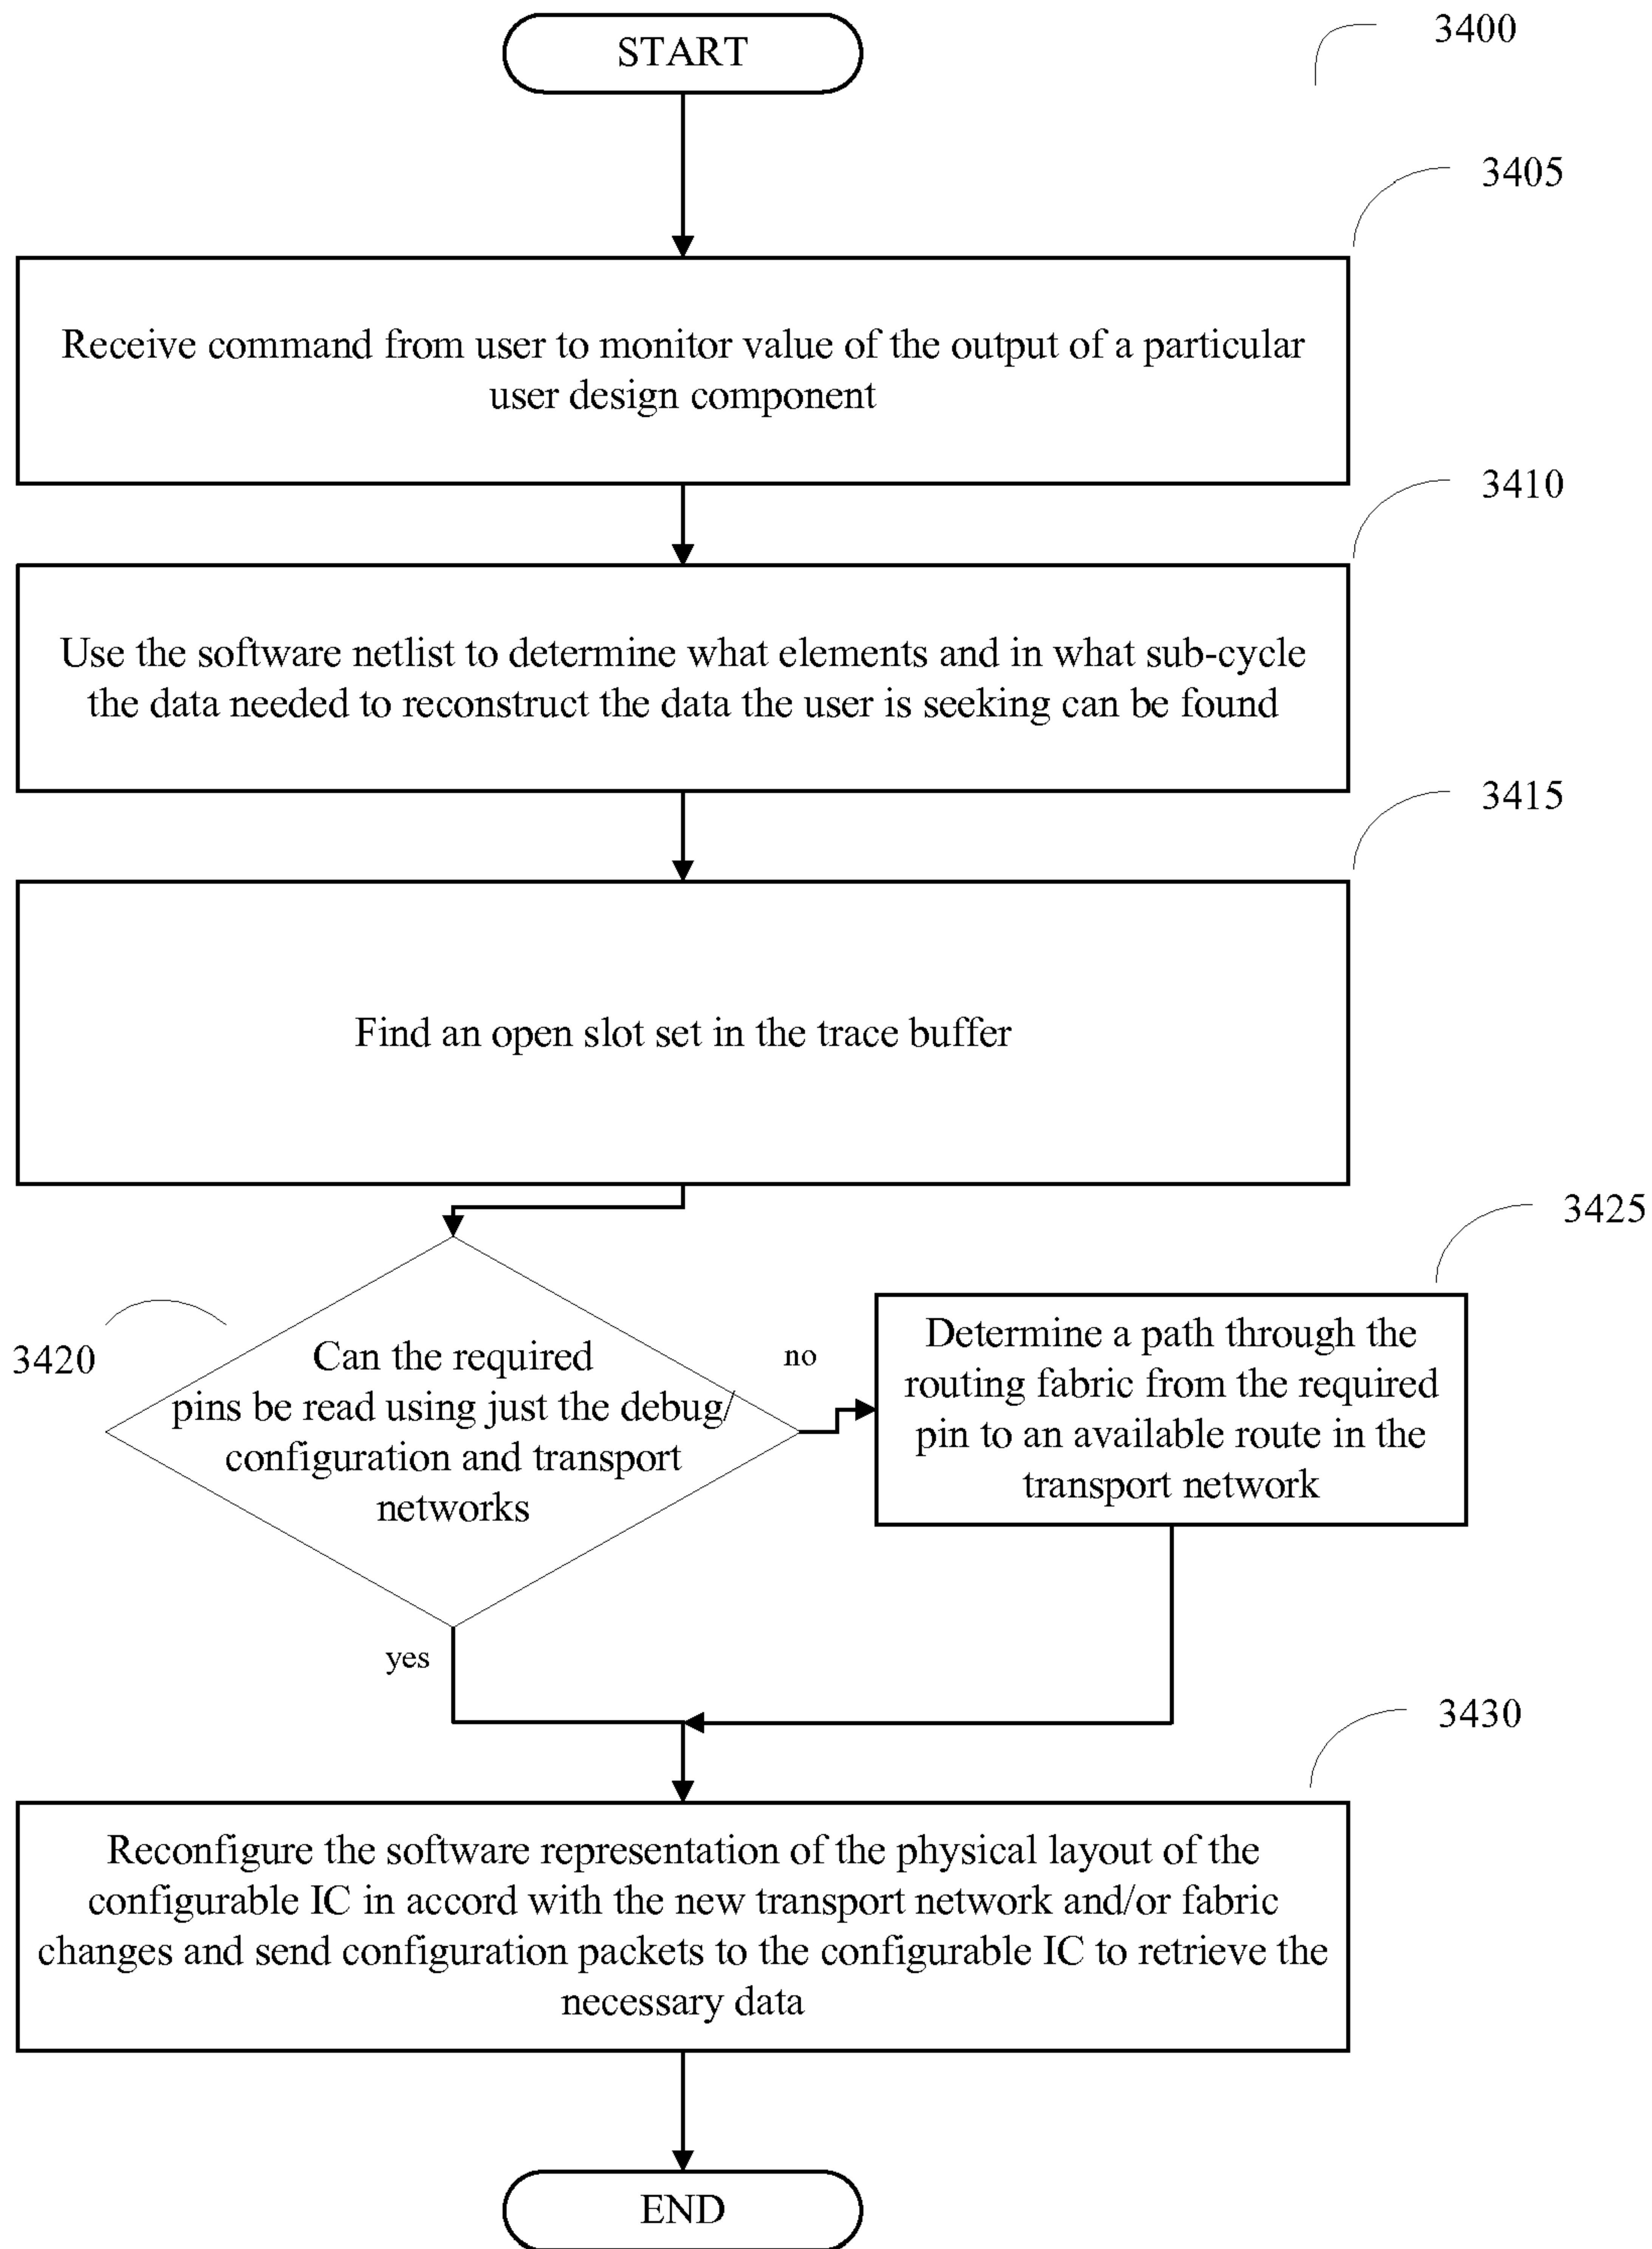 START
3400
3405
Receive command from user to monitor value of the output of a particular
user design component
3410
Use the software netlist to determine what elements and in what sub-cycle
the data needed to reconstruct the data the user is seeking can be found
3415
Find an open slot set in the trace buffer
3420
Can the required
pins be read using just the debug/
configuration and transport
networks
no
3425
Determine a path through the
routing fabric from the required
pin to an available route in the
transport network
yes
3430
Reconfigure the software representation of the physical layout of the
configurable IC in accord with the new transport network and/or fabric
changes and send configuration packets to the configurable IC to retrieve the
necessary data
END